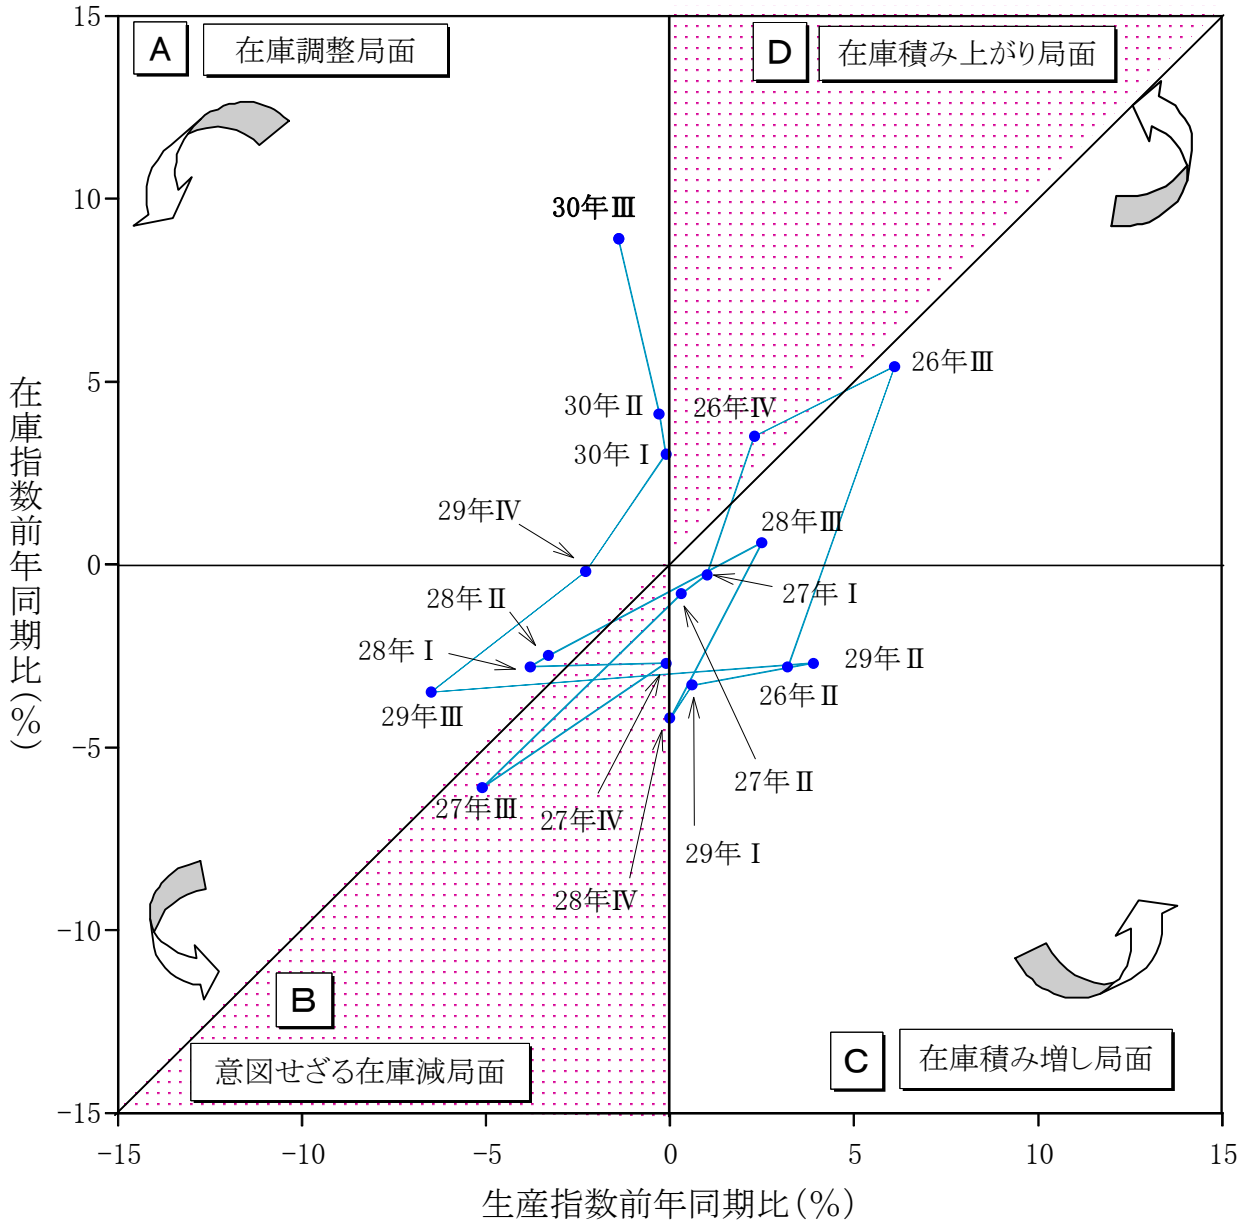 15
A 在庫調整局面
D 在庫積み上がり局面
10
30年Ⅲ
5
26年Ⅲ
30年Ⅱ
26年Ⅳ
30年Ⅰ
29年Ⅳ
28年Ⅲ
0
28年Ⅱ
27年Ⅰ
28年Ⅰ
29年Ⅱ
26年Ⅱ
29年Ⅲ
-5
27年Ⅱ
27年Ⅲ
27年Ⅳ
29年Ⅰ
28年Ⅳ
-10
B
意図せざる在庫減局面
C 在庫積み増し局面
-15
-15 -10 -5 0 5 10 15
在庫指数前年同期比(%)
生産指数前年同期比(%)